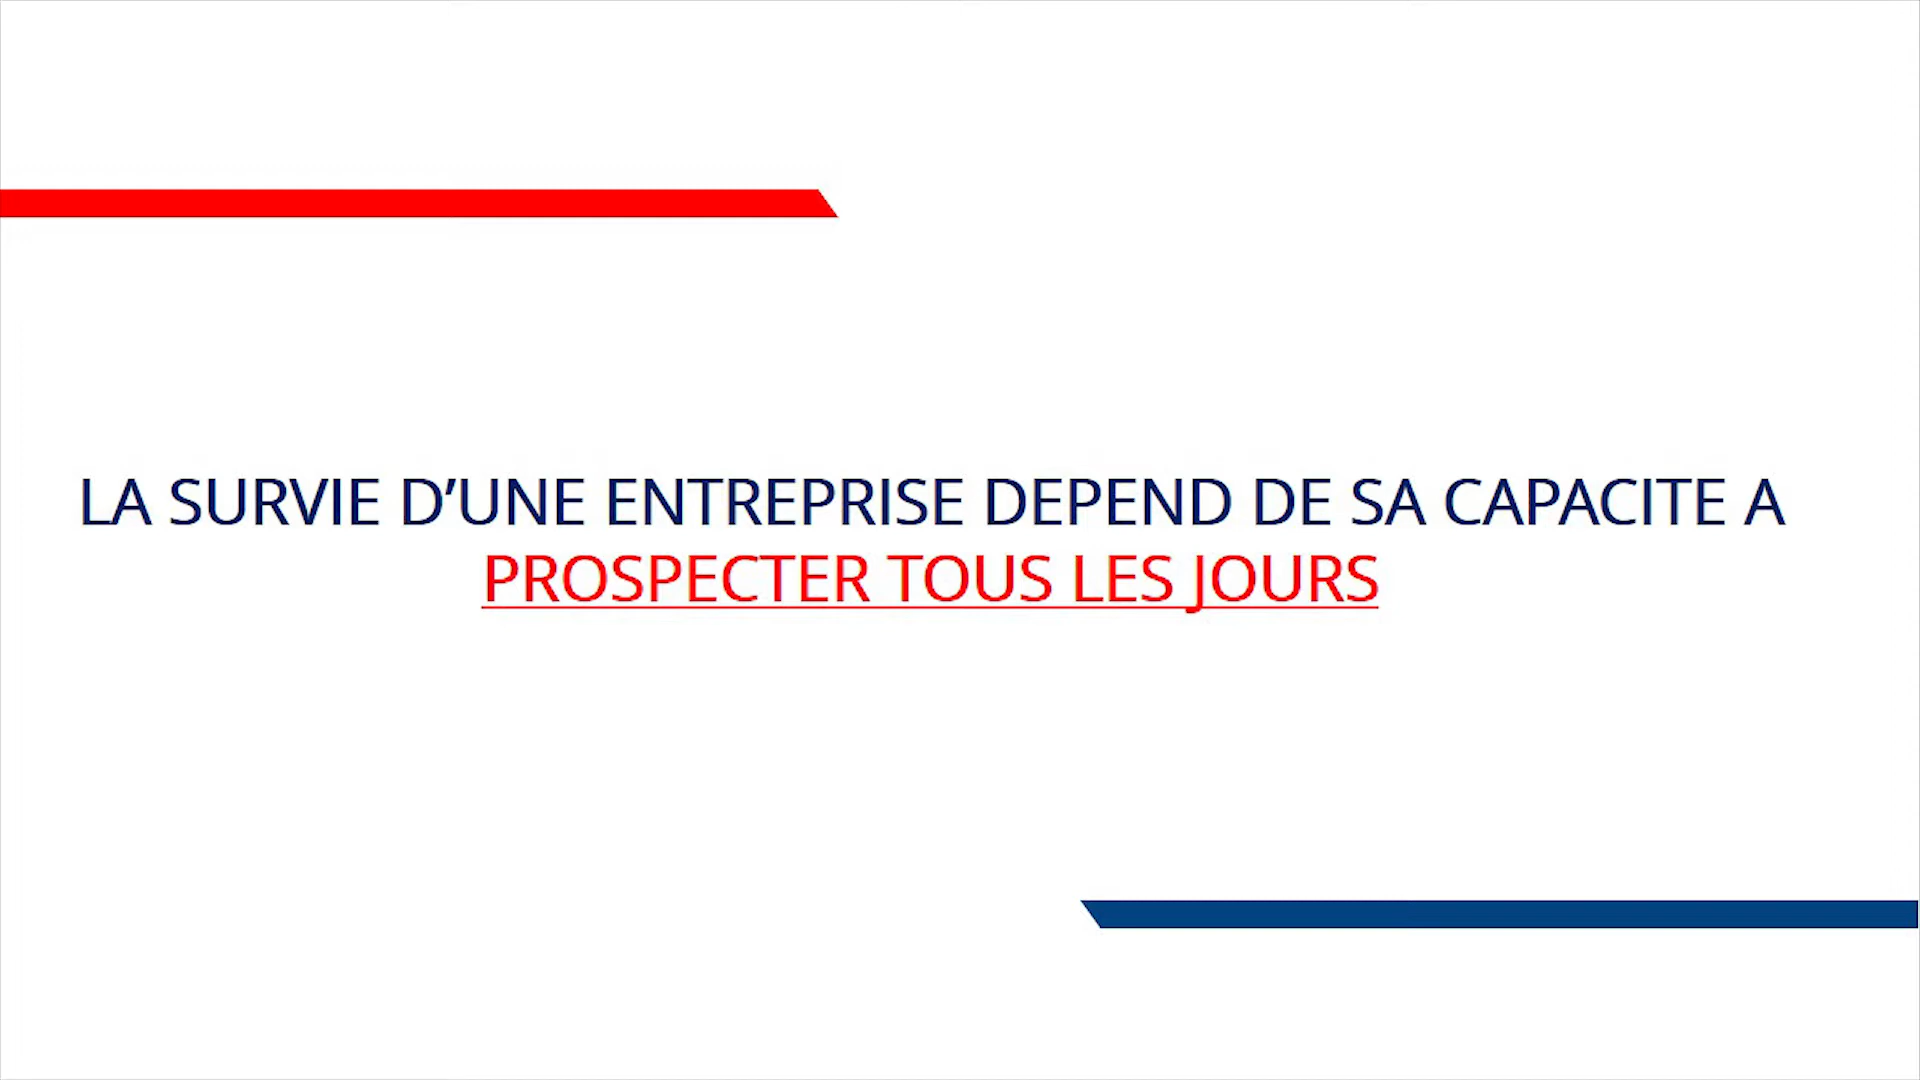 LA SURVIE D’UNE ENTREPRISE DEPEND DE SA CAPACITE A
PROSPECTER TOUS LES JOURS